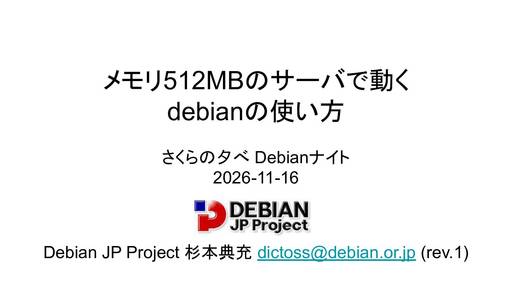 メモリ512MBのサーバで動く
debianの使い方
さくらの夕べ Debianナイト
2026-11-16
DEBIAN
JP Project
Debian JP Project 杉本典充 dictoss@debian.or.jp (rev.1)